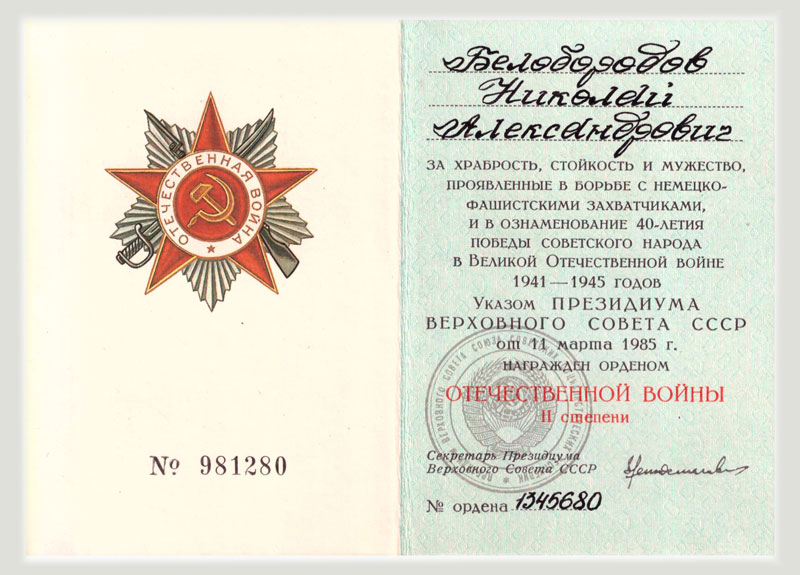 ОТЕЧЕСТВЕННАЯ ВОЙНА
№ 981280
Белобородов
Николай
Александрович
ЗА ХРАБРОСТЬ, СТОЙКОСТЬ И МУЖЕСТВО,
ПРОЯВЛЕННЫЕ В БОРЬБЕ С НЕМЕЦКО-
ФАШИСТСКИМИ ЗАХВАТЧИКАМИ,
И В ОЗНАМЕНОВАНИЕ 40-ЛЕТИЯ
ПОБЕДЫ СОВЕТСКОГО НАРОДА
В ВЕЛИКОЙ ОТЕЧЕСТВЕННОЙ ВОЙНЕ
1941—1945 ГОДОВ
УКАЗОМ ПРЕЗИДИУМА
ВЕРХОВНОГО СОВЕТА СССР
от 11 марта 1985 г.
НАГРАЖДЕН ОРДЕНОМ
ОТЕЧЕСТВЕННОЙ ВОЙНЫ
II степени
Секретарь Президиума
Верховного Совета СССР
№ ордена 1345680